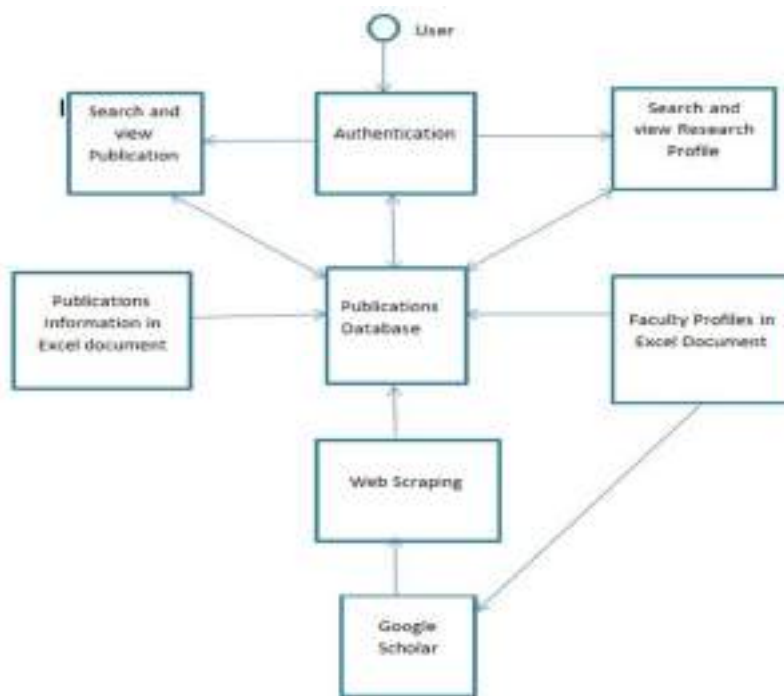 User
Search and
view
Publication
Authentication
Search and
view Research
Profile
Publications
Information in
Excel document
Publications
Database
Faculty Profiles in
Excel Document
Web Scraping
Google
Scholar